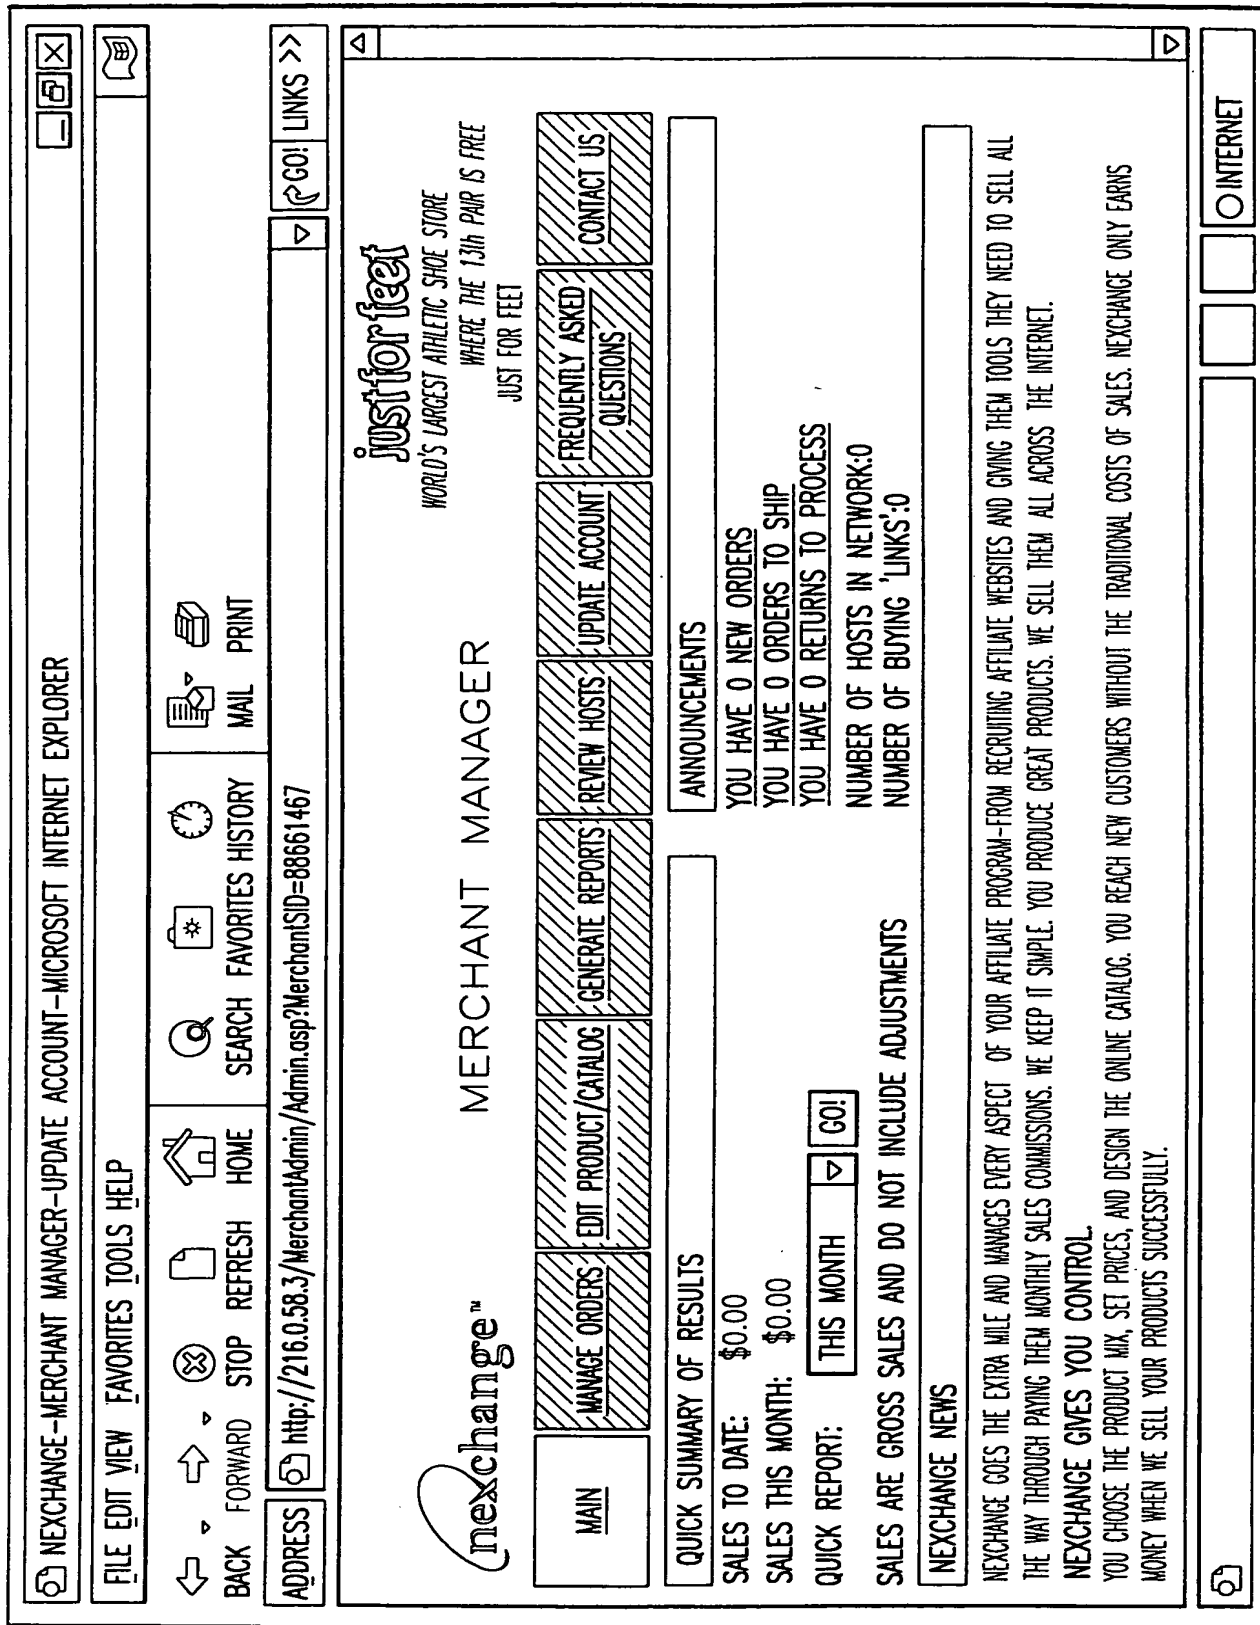 NEXCHANGE-MERCHANT MANAGER-UPDATE ACCOUNT-MICROSOFT INTERNET EXPLORER
FILE EDIT VIEW FAVORITES TOOLS HELP
BACK FORWARD STOP REFRESH HOME SEARCH FAVORITES HISTORY MAIL PRINT
ADDRESS http://216.0.58.3/MerchantAdmin/Admin.asp?MerchantSID=88661467 GO! LINKS >>
nexchange™
MERCHANT MANAGER
justforfeet
WORLD'S LARGEST ATHLETIC SHOE STORE
WHERE THE 13th PAIR IS FREE
JUST FOR FEET
MAIN MANAGE ORDERS EDIT PRODUCT/CATALOG GENERATE REPORTS REVIEW HOSTS UPDATE ACCOUNT FREQUENTLY ASKED QUESTIONS CONTACT US
QUICK SUMMARY OF RESULTS
SALES TO DATE: $0.00
SALES THIS MONTH: $0.00
QUICK REPORT: THIS MONTH GO!
SALES ARE GROSS SALES AND DO NOT INCLUDE ADJUSTMENTS
ANNOUNCEMENTS
YOU HAVE 0 NEW ORDERS
YOU HAVE 0 ORDERS TO SHIP
YOU HAVE 0 RETURNS TO PROCESS
NUMBER OF HOSTS IN NETWORK:0
NUMBER OF BUYING 'LINKS':0
NEXCHANGE NEWS
NEXCHANGE GOES THE EXTRA MILE AND MANAGES EVERY ASPECT OF YOUR AFFILIATE PROGRAM-FROM RECRUITING AFFILIATE WEBSITES AND GIVING THEM TOOLS THEY NEED TO SELL ALL
THE WAY THROUGH PAYING THEM MONTHLY SALES COMMISSIONS. WE KEEP IT SIMPLE. YOU PRODUCE GREAT PRODUCTS. WE SELL THEM ALL ACROSS THE INTERNET.
NEXCHANGE GIVES YOU CONTROL.
YOU CHOOSE THE PRODUCT MIX, SET PRICES, AND DESIGN THE ONLINE CATALOG. YOU REACH NEW CUSTOMERS WITHOUT THE TRADITIONAL COSTS OF SALES. NEXCHANGE ONLY EARNS
MONEY WHEN WE SELL YOUR PRODUCTS SUCCESSFULLY.
INTERNET